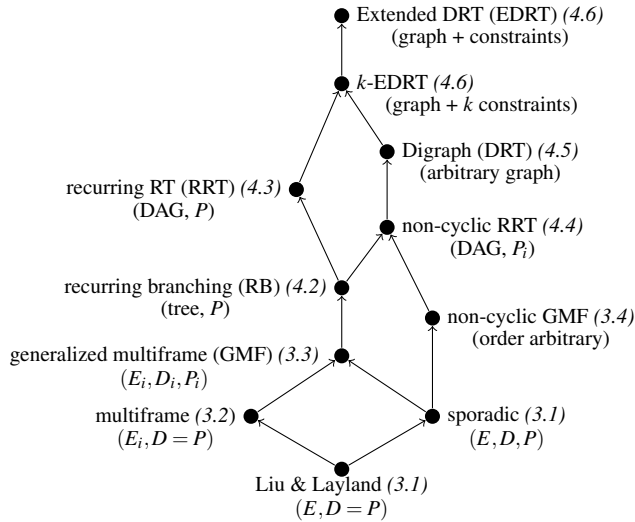 Extended DRT (EDRT) (4.6)
(graph + constraints)
k-EDRT (4.6)
(graph + k constraints)
Digraph (DRT) (4.5)
(arbitrary graph)
recurring RT (RRT) (4.3)
(DAG, P)
non-cyclic RRT (4.4)
(DAG, P_i)
recurring branching (RB) (4.2)
(tree, P)
non-cyclic GMF (3.4)
(order arbitrary)
generalized multiframe (GMF) (3.3)
(E_i, D_i, P_i)
multiframe (3.2)
(E_i, D = P)
sporadic (3.1)
(E, D, P)
Liu & Layland (3.1)
(E, D = P)